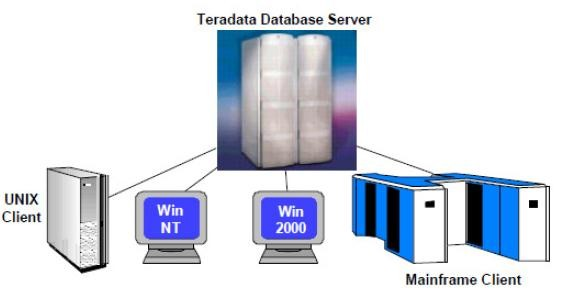 Teradata Database Server
UNIX
Client
Win
NT
Win
2000
Mainframe Client